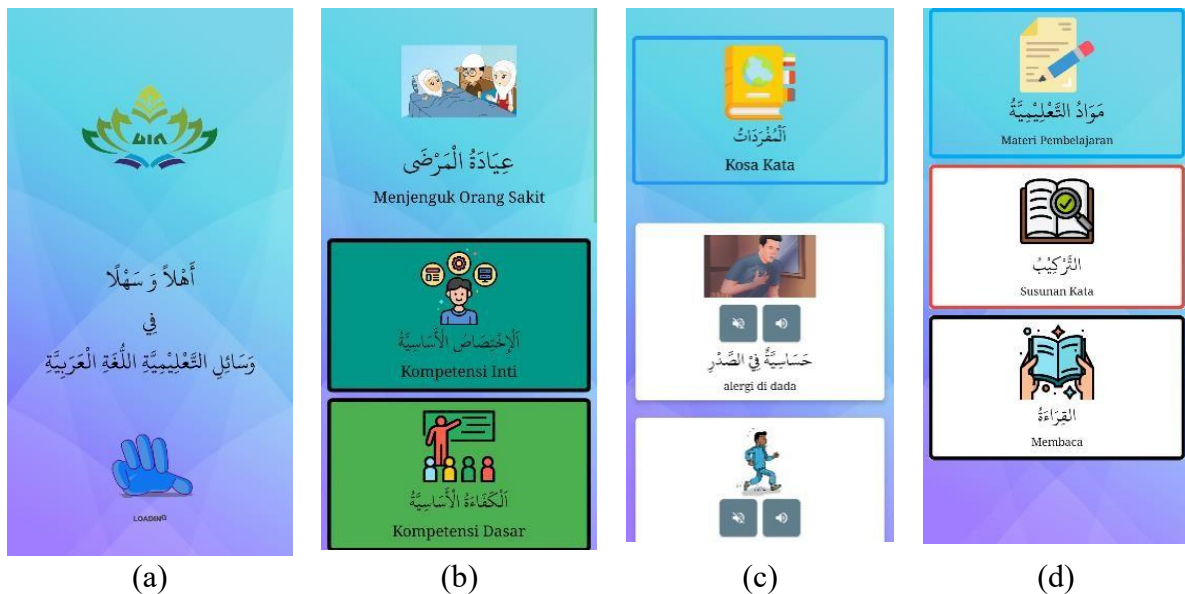 أَهْلاً وَ سَهْلًا
فِي
وَسَائِلِ التَّعْلِيْمِيَّةِ اللُّغَةِ الْعَرَبِيَّةِ
LOADING
(a)
عِيَادَةُ الْمَرْضَى
Menjenguk Orang Sakit
اَلْإِخْتِصَاصُ الْأَسَاسِيَّةُ
Kompetensi Inti
اَلْكَفَاءَةُ الْأَسَاسِيَّةُ
Kompetensi Dasar
(b)
اَلْمُفْرَدَاتُ
Kosa Kata
حَسَاسِيَّةٌ فِيْ الصَّدْرِ
alergi di dada
(c)
مَوَادُ التَّعْلِيْمِيَّةُ
Materi Pembelajaran
التَّرْكِيْبُ
Susunan Kata
القِرَاءَةُ
Membaca
(d)